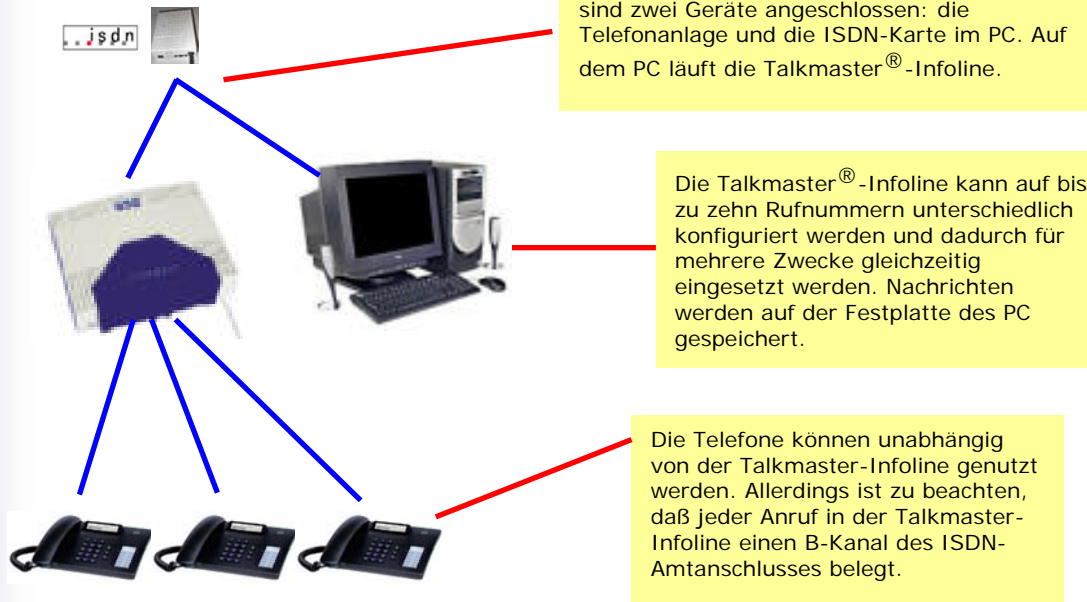 isdn
sind zwei Geräte angeschlossen: die
Telefonanlage und die ISDN-Karte im PC. Auf
dem PC läuft die Talkmaster®-Infoline.
Die Talkmaster®-Infoline kann auf bis
zu zehn Rufnummern unterschiedlich
konfiguriert werden und dadurch für
mehrere Zwecke gleichzeitig
eingesetzt werden. Nachrichten
werden auf der Festplatte des PC
gespeichert.
Die Telefone können unabhängig
von der Talkmaster-Infoline genutzt
werden. Allerdings ist zu beachten,
daß jeder Anruf in der Talkmaster-
Infoline einen B-Kanal des ISDN-
Amtanschlusses belegt.